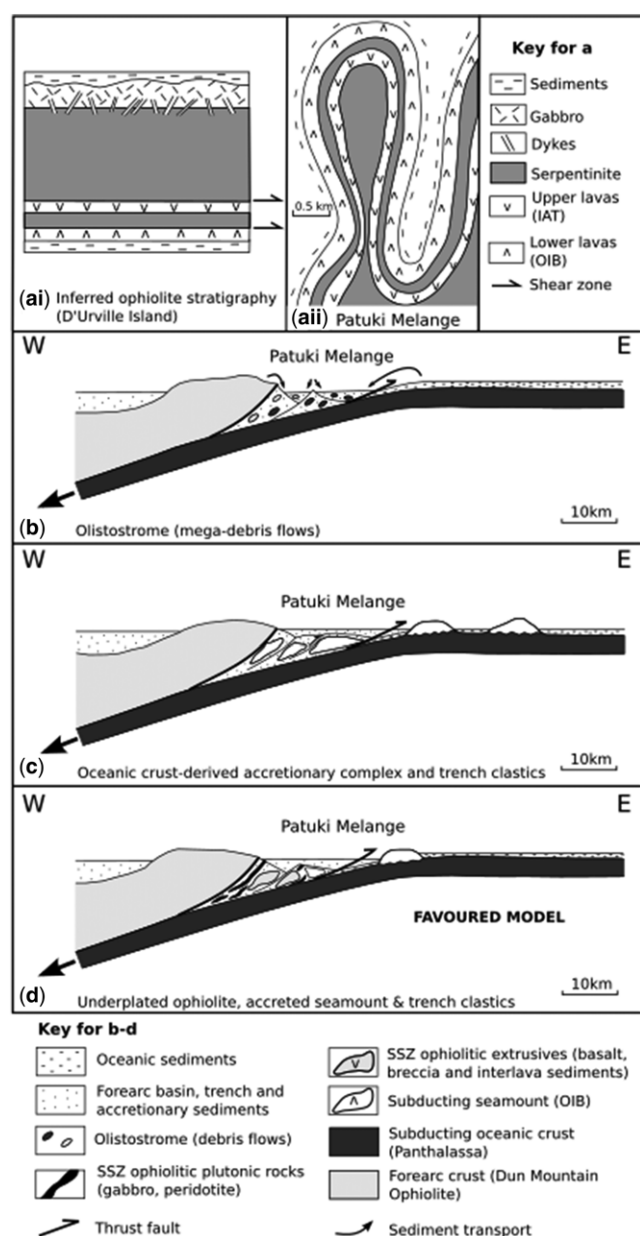 Key for a
Sediments
Gabbro
Dykes
Serpentinite
Upper lavas
(IAT)
Lower lavas
(OIB)
Shear zone
0.5 km
(ai) Inferred ophiolite stratigraphy
(D'Urville Island)
(aii)
Patuki Melange
W
E
Patuki Melange
(b)
Olistostrome (mega-debris flows)
10km
W
E
Patuki Melange
(c)
Oceanic crust-derived accretionary complex and trench clastics
10km
W
E
Patuki Melange
FAVOURED MODEL
(d)
Underplated ophiolite, accreted seamount & trench clastics
10km
Key for b-d
Oceanic sediments
Forearc basin, trench and
accretionary sediments
Olistostrome (debris flows)
SSZ ophiolitic plutonic rocks
(gabbro, peridotite)
Thrust fault
SSZ ophiolitic extrusives (basalt,
breccia and interlava sediments)
Subducting seamount (OIB)
Subducting oceanic crust
(Panthalassa)
Forearc crust (Dun Mountain
Ophiolite)
Sediment transport